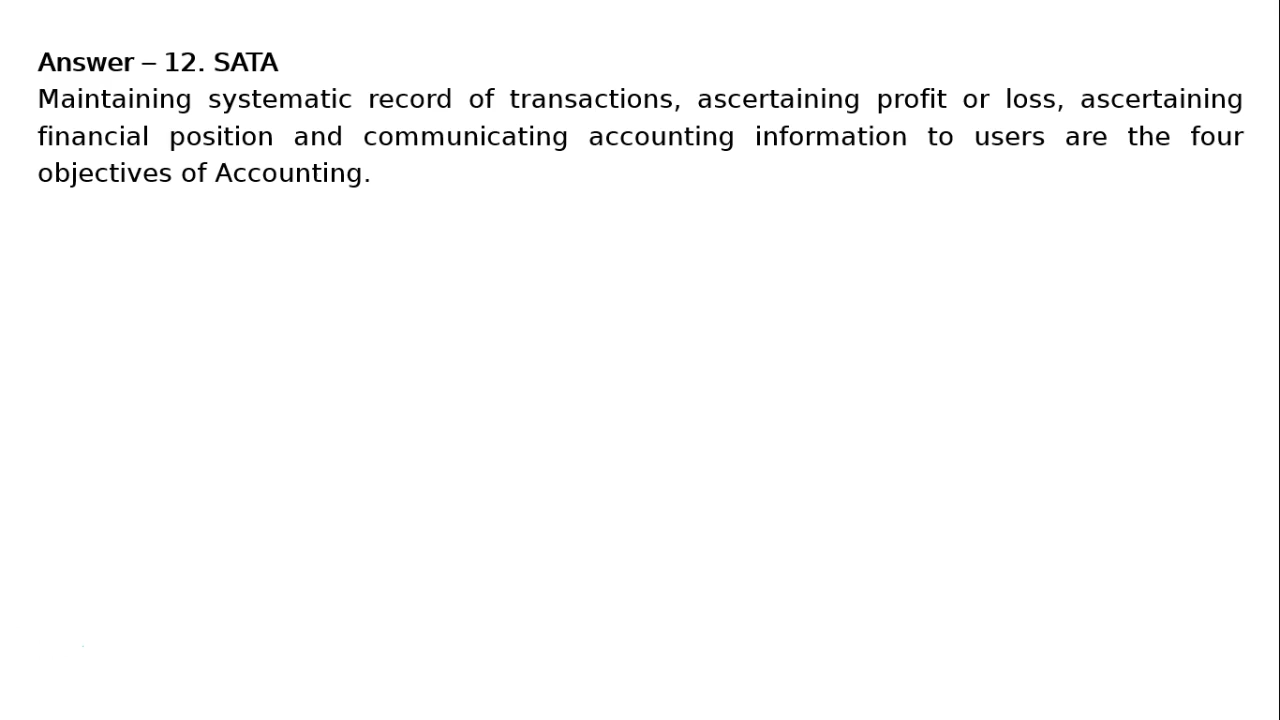 Answer – 12. SATA
Maintaining systematic record of transactions, ascertaining profit or loss, ascertaining
financial position and communicating accounting information to users are the four
objectives of Accounting.